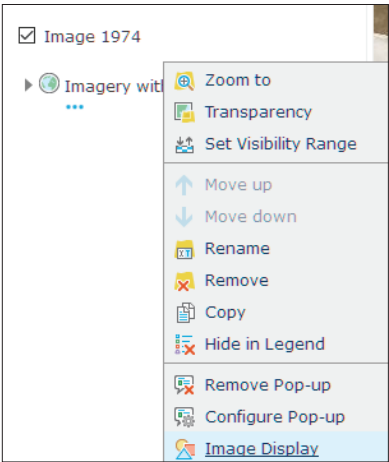 Image 1974
Imagery wit
Zoom to
Transparency
Set Visibility Range
Move up
Move down
Rename
Remove
Copy
Hide in Legend
Remove Pop-up
Configure Pop-up
Image Display